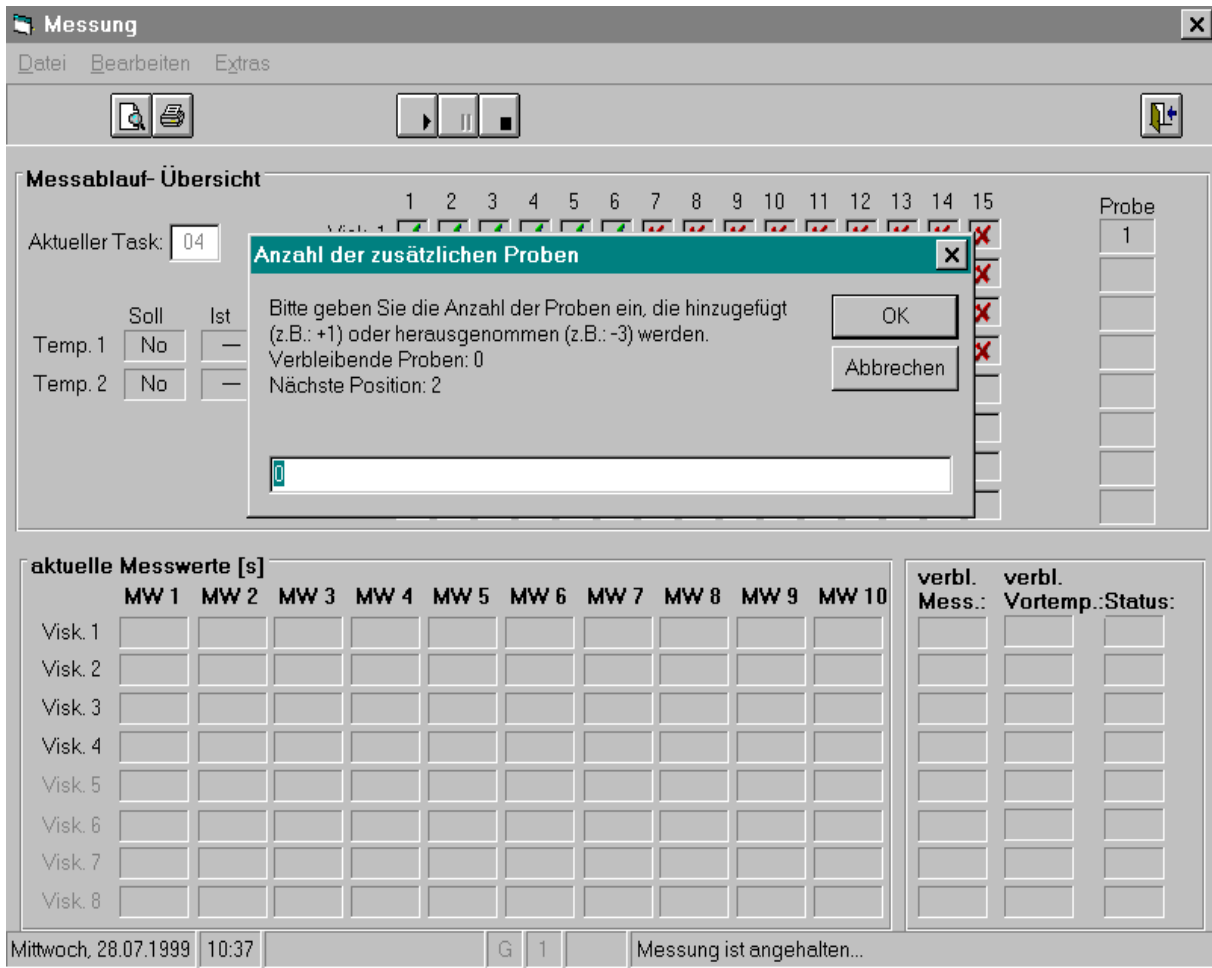 Messung
Datei Bearbeiten Extras
Messablauf- Übersicht
1 2 3 4 5 6 7 8 9 10 11 12 13 14 15
Probe
Aktueller Task: 04
1
Anzahl der zusätzlichen Proben
Bitte geben Sie die Anzahl der Proben ein, die hinzugefügt
(z.B.: +1) oder herausgenommen (z.B.: -3) werden.
Verbleibende Proben: 0
Nächste Position: 2
OK
Abbrechen
0
Soll Ist
Temp. 1 No —
Temp. 2 No —
aktuelle Messwerte [s]
MW 1 MW 2 MW 3 MW 4 MW 5 MW 6 MW 7 MW 8 MW 9 MW 10
verbl. verbl.
Mess.: Vortemp.: Status:
Visk. 1
Visk. 2
Visk. 3
Visk. 4
Visk. 5
Visk. 6
Visk. 7
Visk. 8
Mittwoch, 28.07.1999 10:37 G 1 Messung ist angehalten...